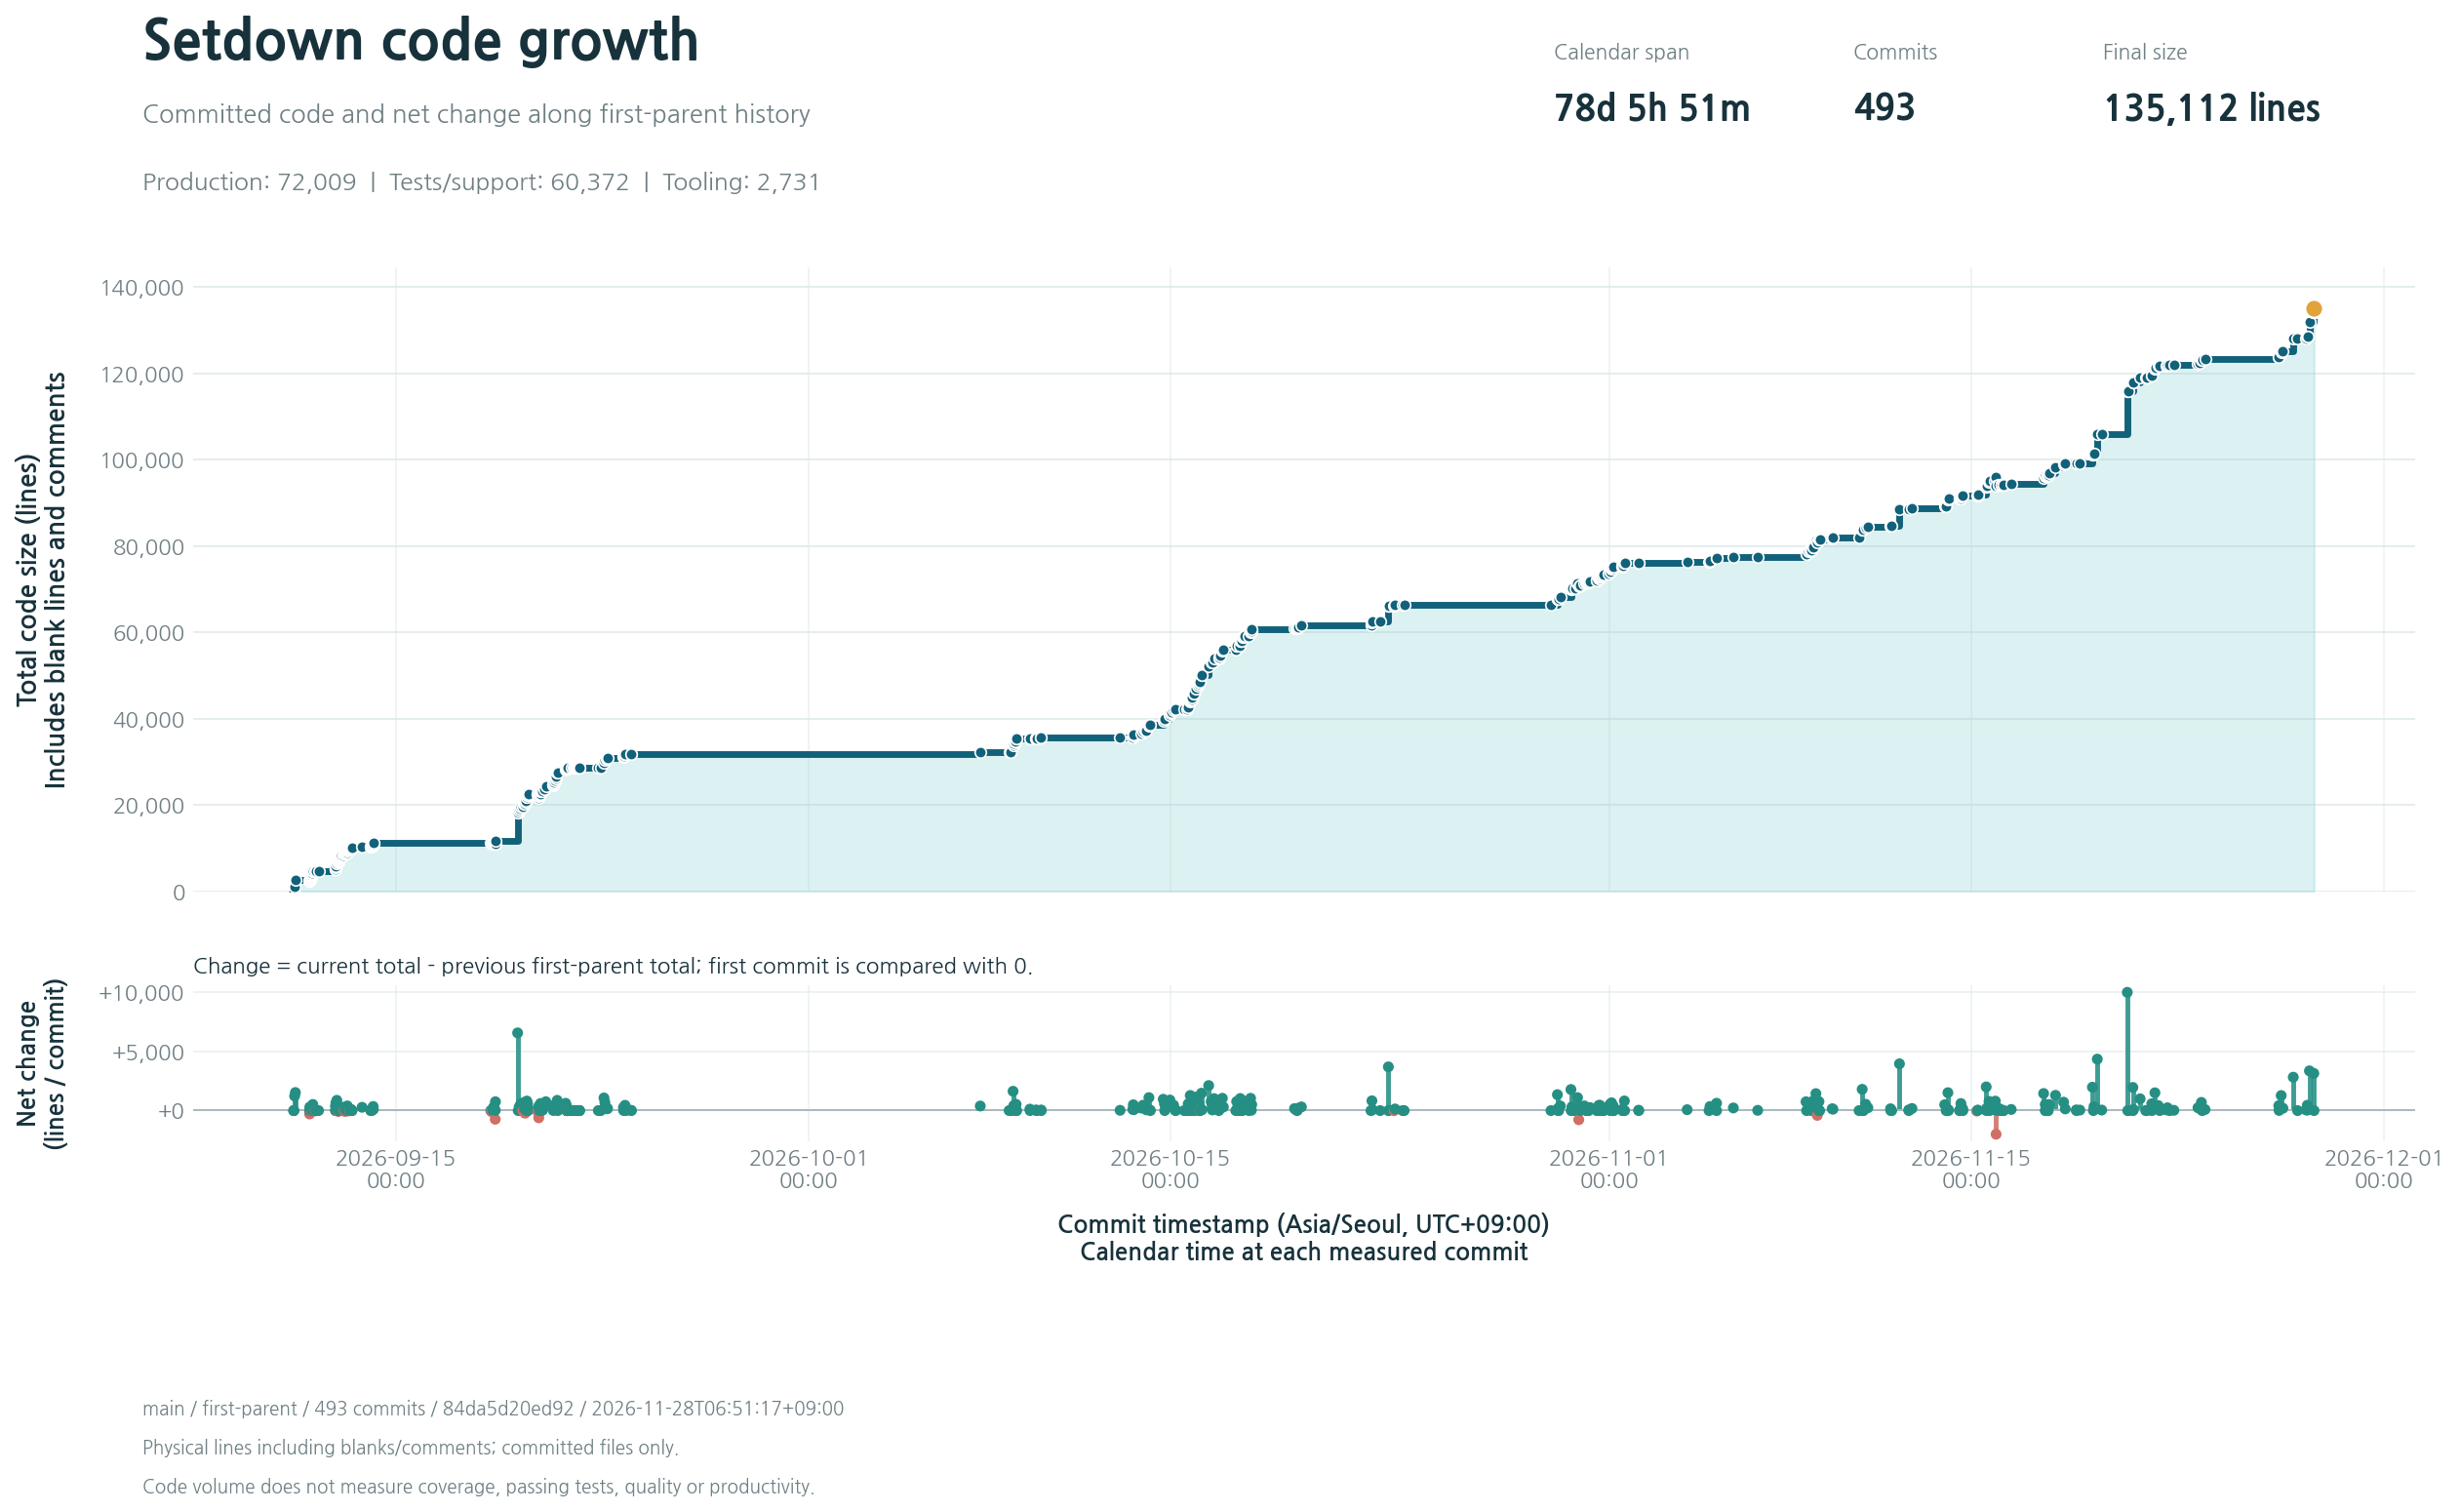 Setdown code growth
Committed code and net change along first-parent history
Production: 72,009 | Tests/support: 60,372 | Tooling: 2,731
Calendar span
78d 5h 51m
Commits
493
Final size
135,112 lines
Total code size (lines)
Includes blank lines and comments
140,000
120,000
100,000
80,000
60,000
40,000
20,000
0
Change = current total - previous first-parent total; first commit is compared with 0.
Net change
(lines / commit)
+10,000
+5,000
+0
2026-09-15
00:00
2026-10-01
00:00
2026-10-15
00:00
2026-11-01
00:00
2026-11-15
00:00
2026-12-01
00:00
Commit timestamp (Asia/Seoul, UTC+09:00)
Calendar time at each measured commit
main / first-parent / 493 commits / 84da5d20ed92 / 2026-11-28T06:51:17+09:00
Physical lines including blanks/comments; committed files only.
Code volume does not measure coverage, passing tests, quality or productivity.